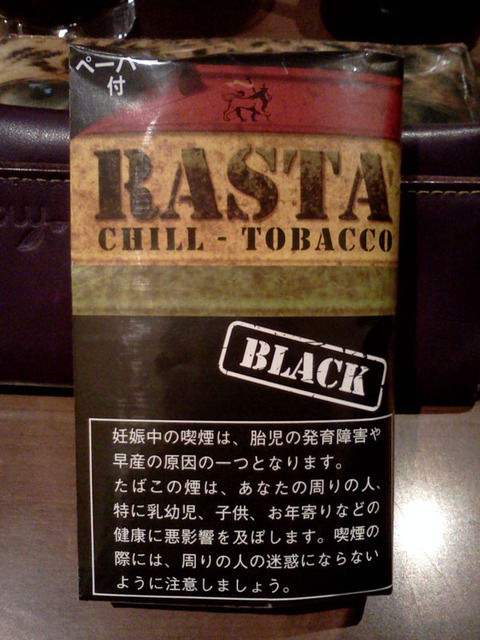 ペーパー
付
RASTA
CHILL - TOBACCO
BLACK
妊娠中の喫煙は、胎児の発育障害や
早産の原因の一つとなります。
たばこの煙は、あなたの周りの人、
特に乳幼児、子供、お年寄りなどの
健康に悪影響を及ぼします。喫煙の
際には、周りの人の迷惑にならない
ように注意しましょう。